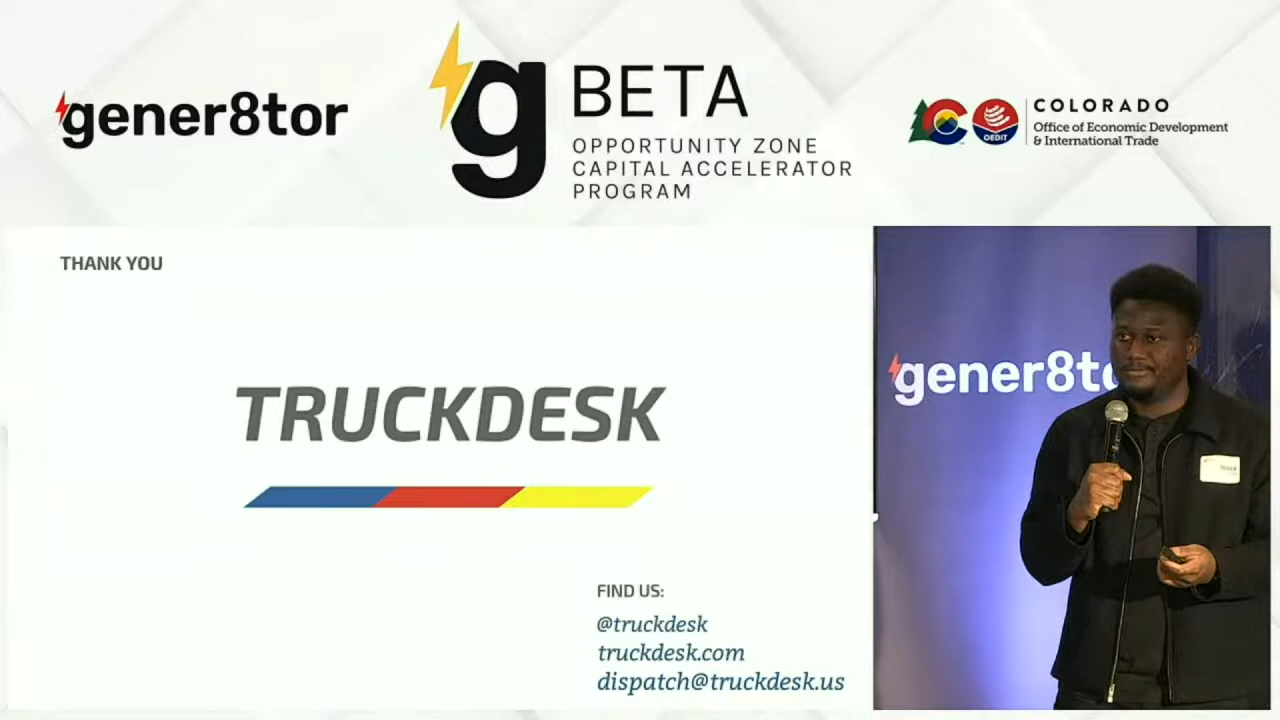 gener8tor
g
BETA
OPPORTUNITY ZONE
CAPITAL ACCELERATOR
PROGRAM
OEDIT
COLORADO
Office of Economic Development
& International Trade
THANK YOU
TRUCKDESK
FIND US:
@truckdesk
truckdesk.com
dispatch@truckdesk.us
gener8to